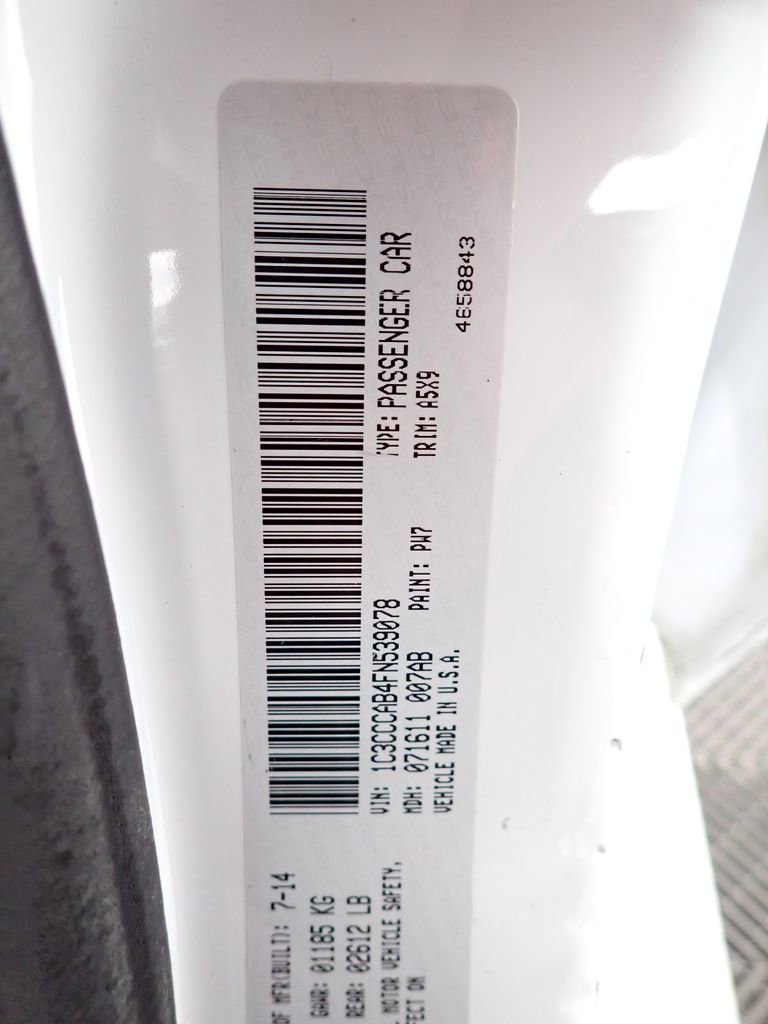 OF MFR(BUILT): 7-14
GAWR: 01185 KG
REAR: 02612 LB
MOTOR VEHICLE SAFETY,
FECT ON
VIN: 1C3CCCAB4FN539078
TYPE: PASSENGER CAR
MDH: 071611 007AB PAINT: PW7 TRIM: A5X9
VEHICLE MADE IN U.S.A.
4658843